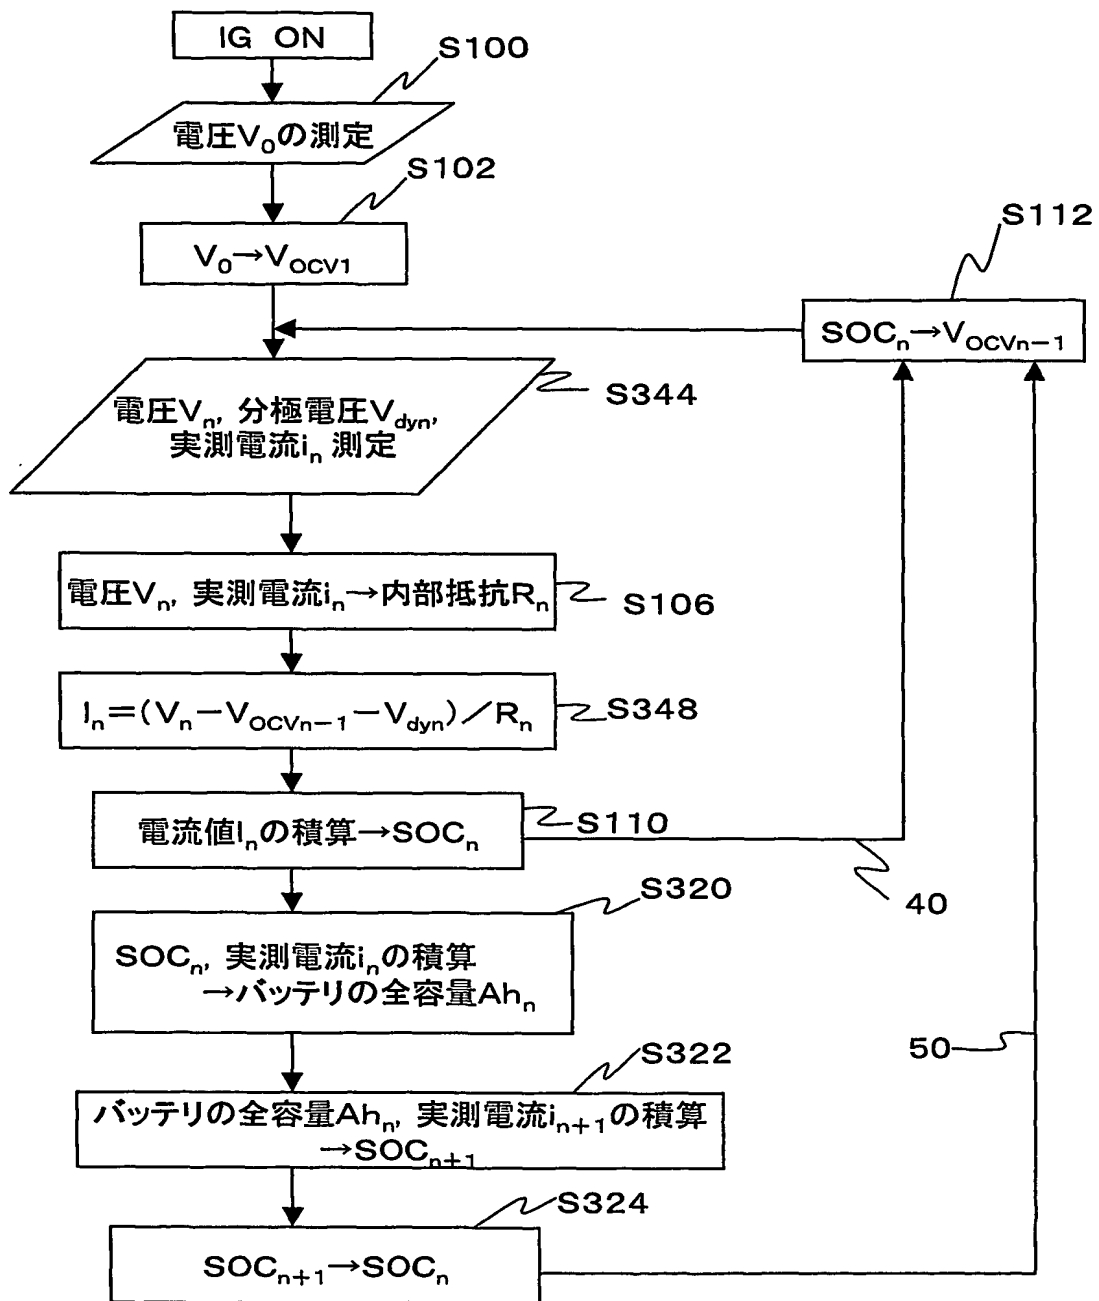 IG ON
S100
電圧V₀の測定
S102
V₀→V_OCV1
S112
SOCₙ→V_OCVn−1
S344
電圧Vₙ, 分極電圧V_dyn,
実測電流iₙ 測定
電圧Vₙ, 実測電流iₙ→内部抵抗Rₙ
S106
Iₙ=(Vₙ−V_OCVn−1−V_dyn)/Rₙ
S348
電流値Iₙの積算→SOCₙ
S110
40
S320
SOCₙ, 実測電流iₙの積算
→バッテリの全容量Ahₙ
50
S322
バッテリの全容量Ahₙ, 実測電流iₙ₊₁の積算
→SOCₙ₊₁
S324
SOCₙ₊₁→SOCₙ